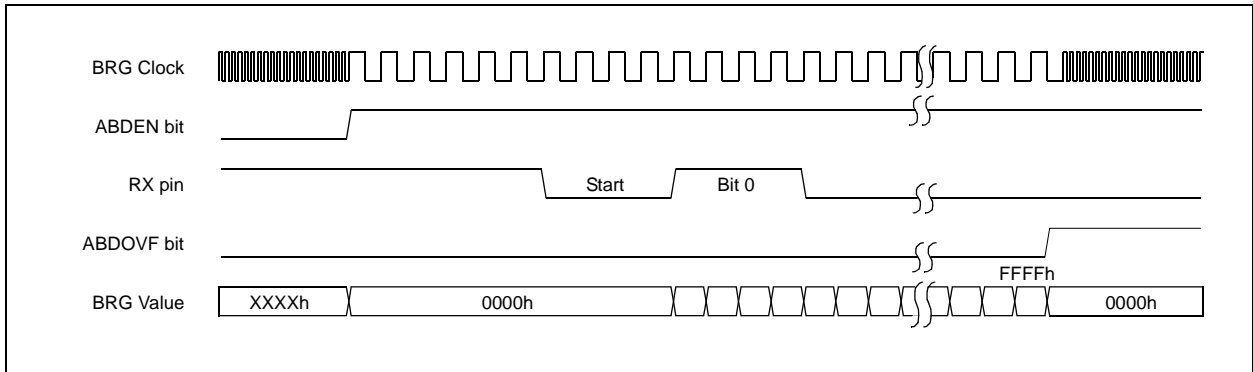 BRG Clock
ABDEN bit
RX pin
Start
Bit 0
ABDOVF bit
FFFFh
BRG Value
XXXXh
0000h
0000h